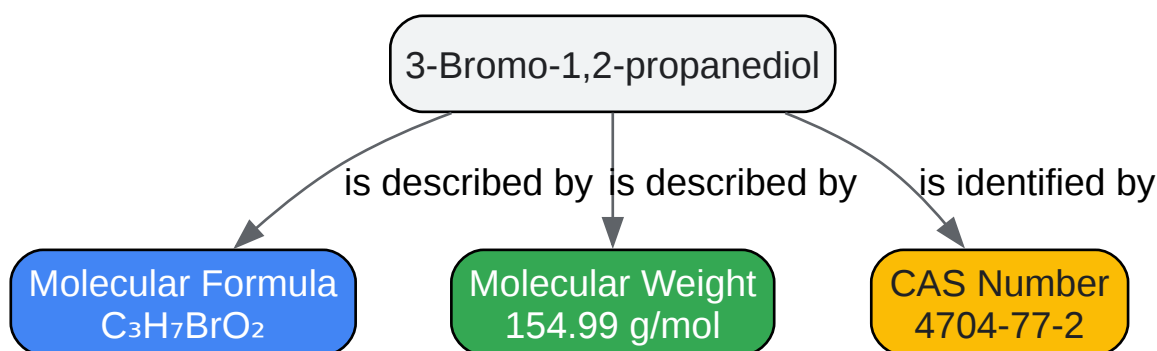 3-Bromo-1,2-propanediol
is described by
is described by
is identified by
Molecular Formula
C₃H₇BrO₂
Molecular Weight
154.99 g/mol
CAS Number
4704-77-2